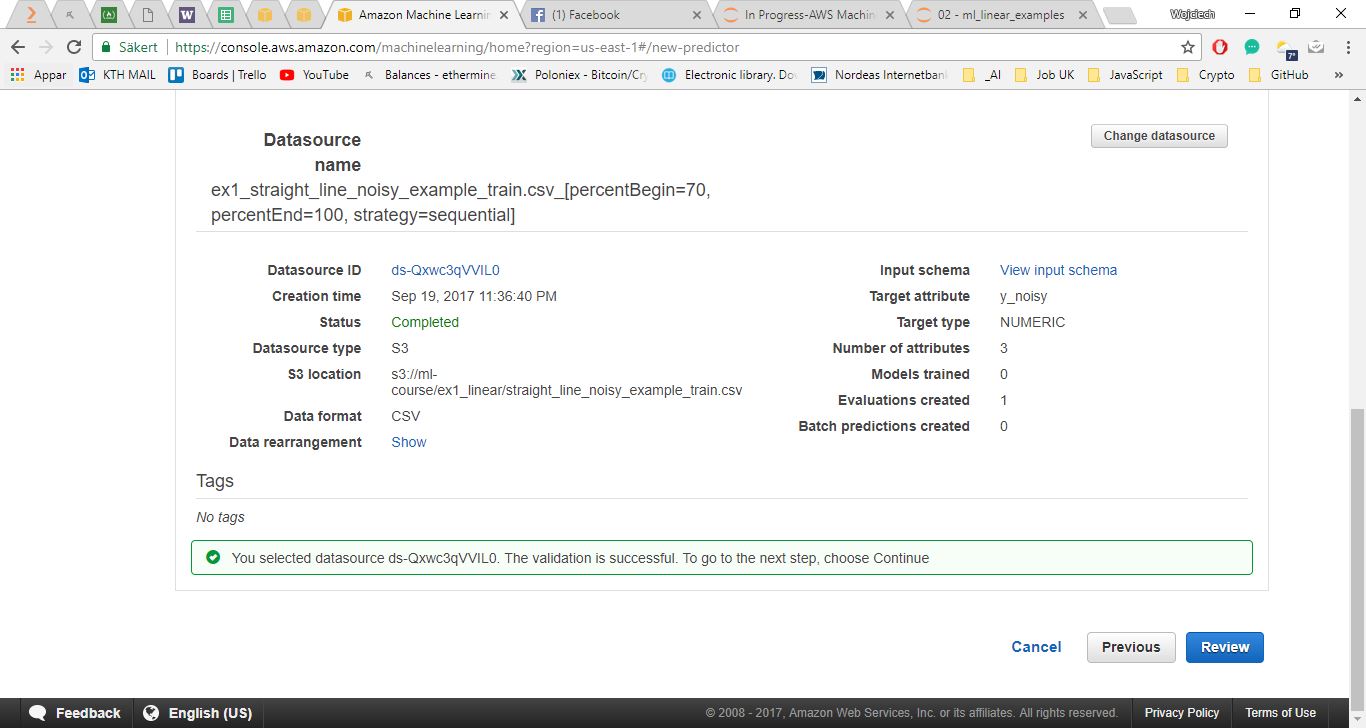 Amazon Machine Learnin
(1) Facebook
In Progress-AWS Machin
02 - ml_linear_examples
Wojciech
Säkert
https://console.aws.amazon.com/machinelearning/home?region=us-east-1#/new-predictor
7°
Appar
KTH MAIL
Boards | Trello
YouTube
Balances - ethermine
Poloniex - Bitcoin/Cry
Electronic library. Do
Nordeas Internetbank
_AI
Job UK
JavaScript
Crypto
GitHub
»
Datasource
name
ex1_straight_line_noisy_example_train.csv_[percentBegin=70,
percentEnd=100, strategy=sequential]
Change datasource
Datasource ID ds-Qxwc3qVVIL0
Creation time Sep 19, 2017 11:36:40 PM
Status Completed
Datasource type S3
S3 location s3://ml-
course/ex1_linear/straight_line_noisy_example_train.csv
Data format CSV
Data rearrangement Show
Input schema View input schema
Target attribute y_noisy
Target type NUMERIC
Number of attributes 3
Models trained 0
Evaluations created 1
Batch predictions created 0
Tags
No tags
You selected datasource ds-Qxwc3qVVIL0. The validation is successful. To go to the next step, choose Continue
Cancel
Previous
Review
Feedback
English (US)
© 2008 - 2017, Amazon Web Services, Inc. or its affiliates. All rights reserved.
Privacy Policy
Terms of Use